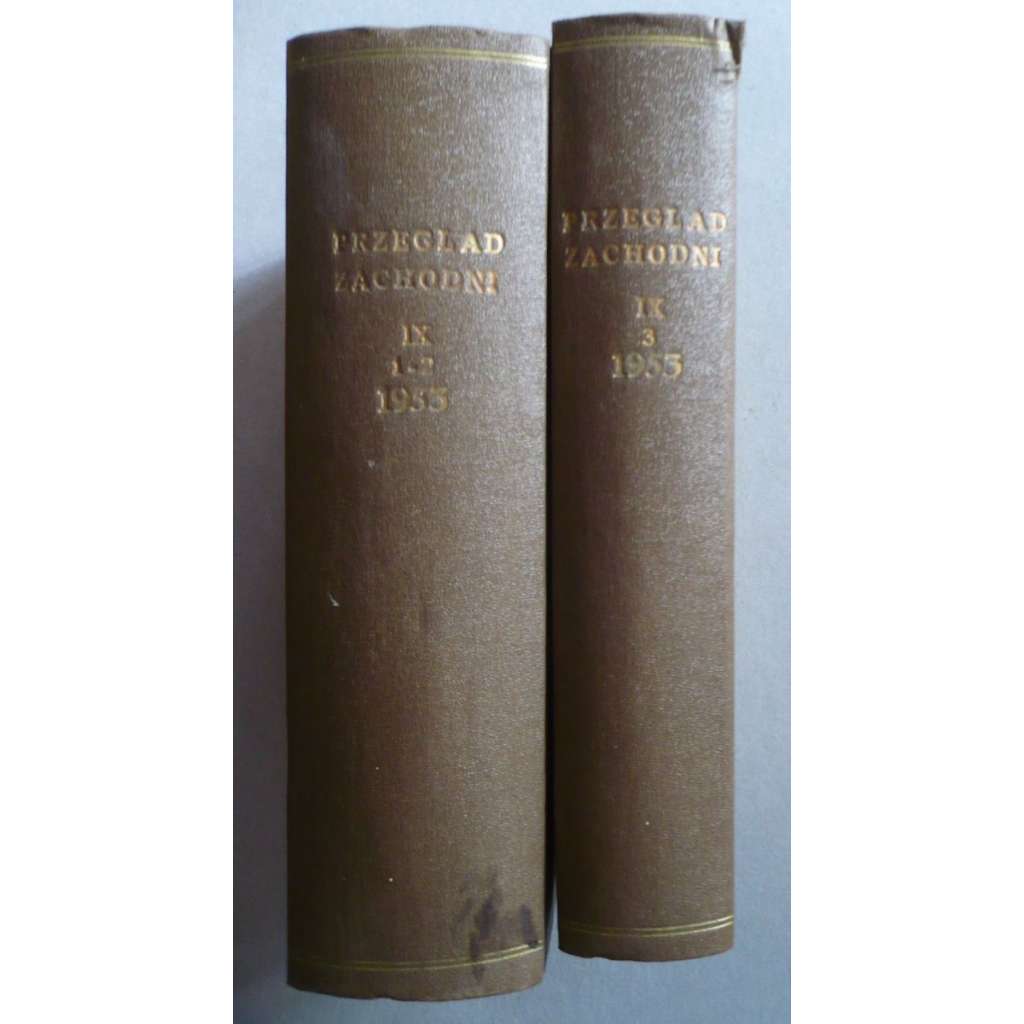 PRZEGLAD
ZACHODNI
IX
1-2
1953
PRZEGLAD
ZACHODNI
IX
3
1953